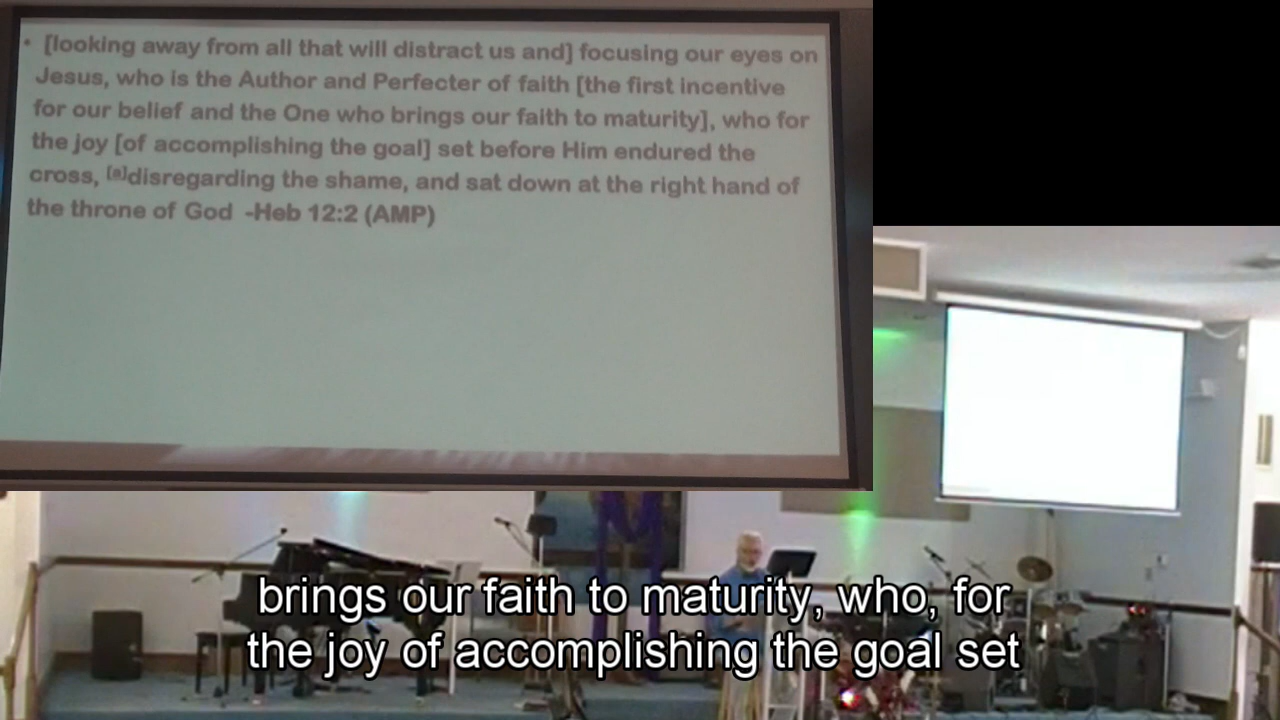 • [looking away from all that will distract us and] focusing our eyes on
Jesus, who is the Author and Perfecter of faith [the first incentive
for our belief and the One who brings our faith to maturity], who for
the joy [of accomplishing the goal] set before Him endured the
cross, [a]disregarding the shame, and sat down at the right hand of
the throne of God -Heb 12:2 (AMP)
brings our faith to maturity, who, for
the joy of accomplishing the goal set